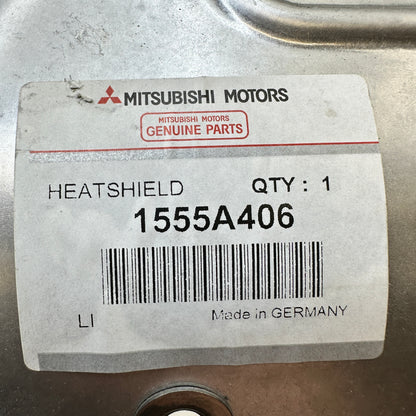 MITSUBISHI MOTORS
MITSUBISHI MOTORS
GENUINE PARTS
HEATSHIELD QTY : 1
1555A406
LI Made in GERMANY